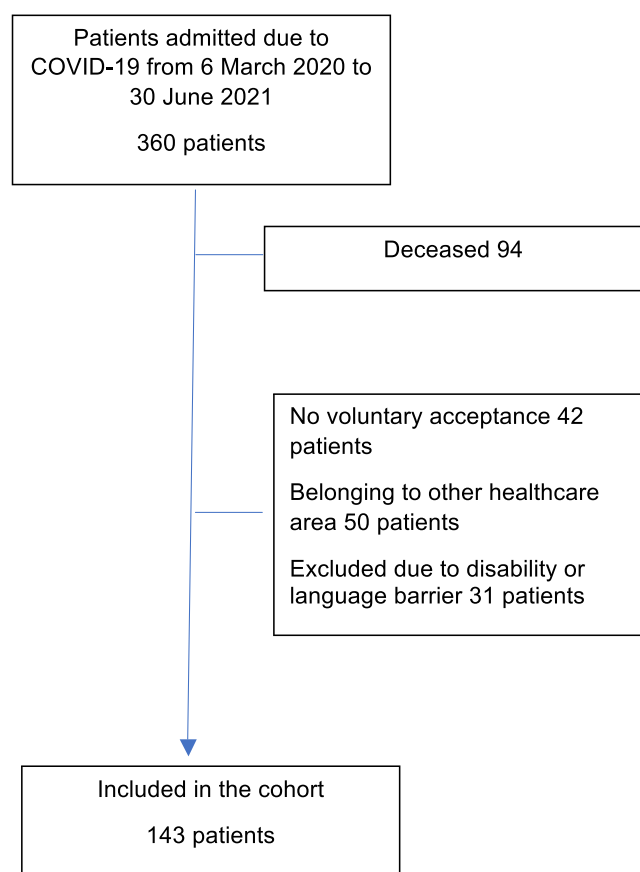 Patients admitted due to
COVID-19 from 6 March 2020 to
30 June 2021
360 patients
Deceased 94
No voluntary acceptance 42
patients
Belonging to other healthcare
area 50 patients
Excluded due to disability or
language barrier 31 patients
Included in the cohort
143 patients